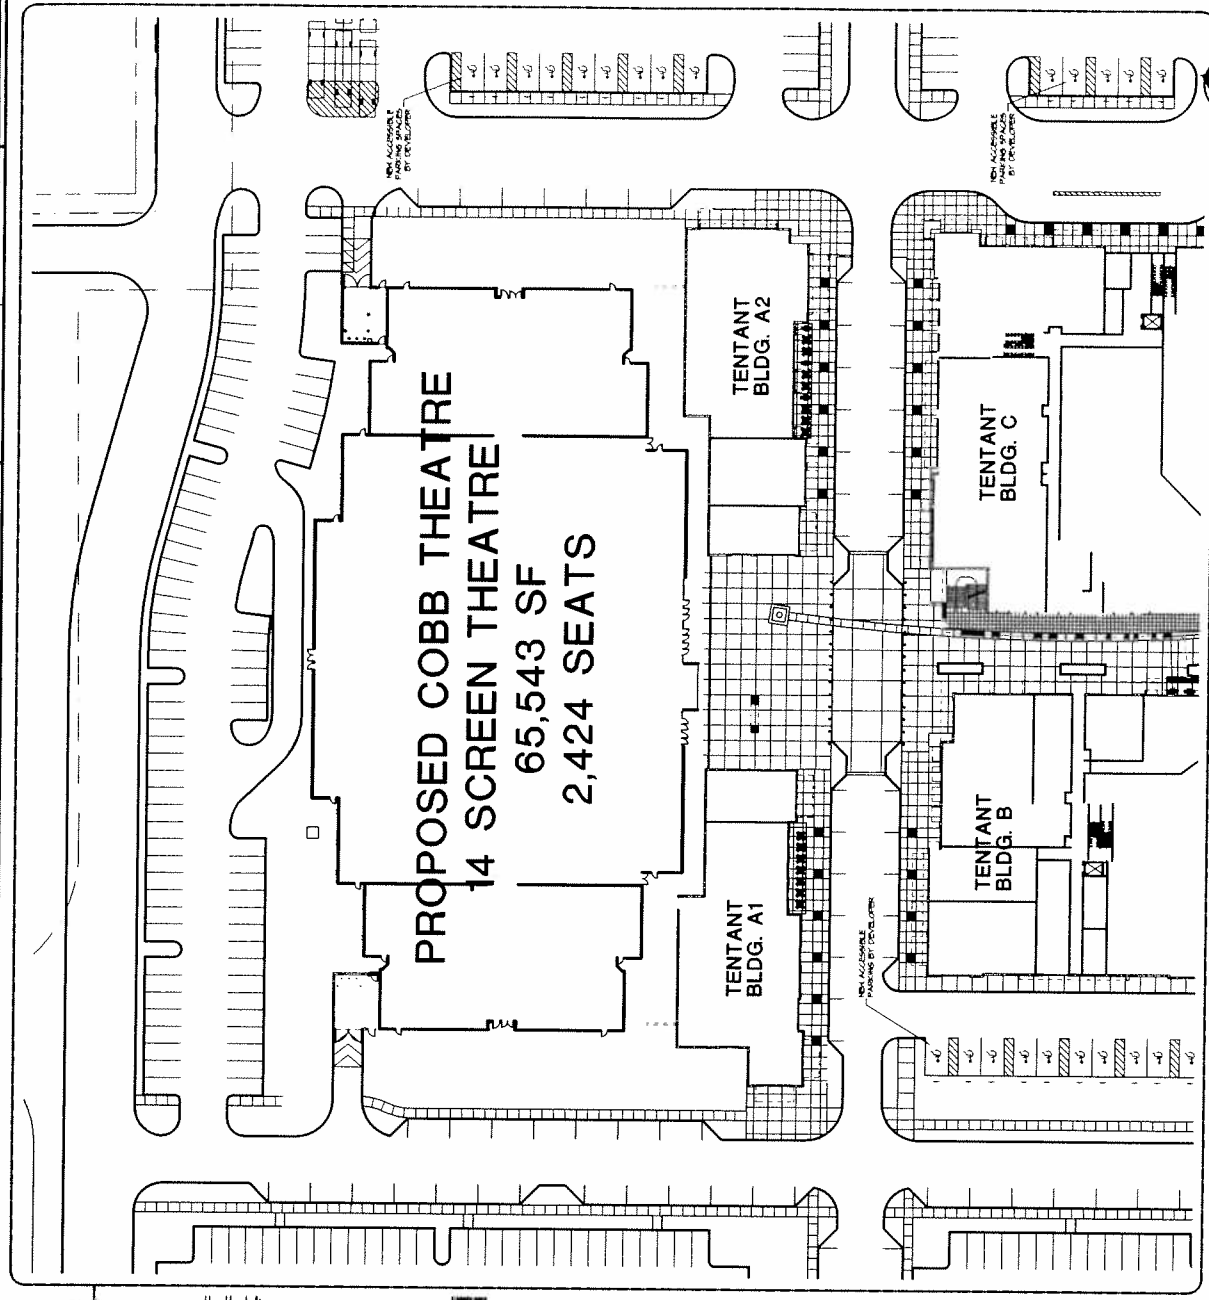 NEW ACCESSIBLE
PARKING SPACES
BY DEVELOPER
NEW ACCESSIBLE
PARKING SPACES
BY DEVELOPER
TENTANT
BLDG. A2
TENTANT
BLDG. C
PROPOSED COBB THEATRE
14 SCREEN THEATRE
65,543 SF
2,424 SEATS
TENTANT
BLDG. A1
TENTANT
BLDG. B
NEW ACCESSIBLE
PARKING BY DEVELOPER